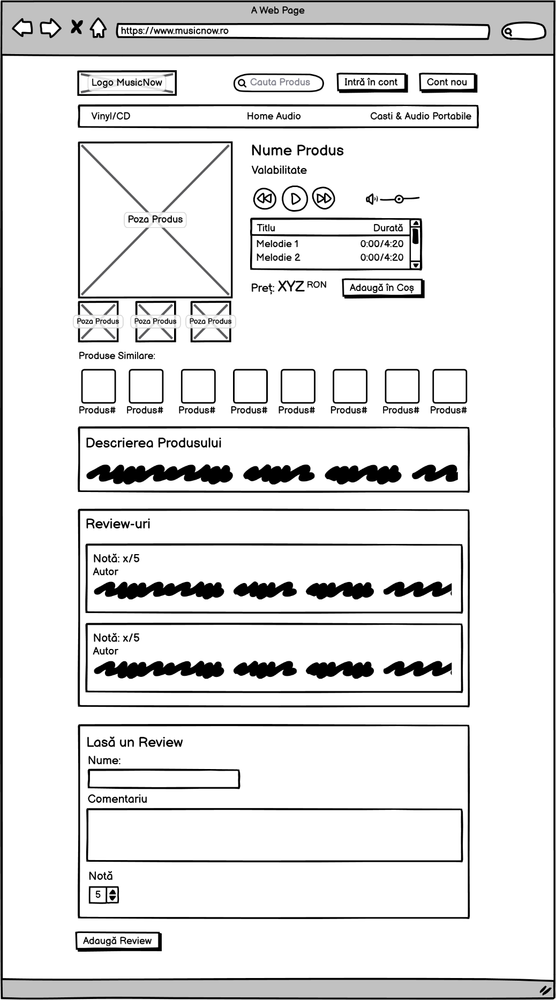 A Web Page
https://www.musicnow.ro
Logo MusicNow
Cauta Produs
Intră în cont
Cont nou
Vinyl/CD
Home Audio
Casti & Audio Portabile
Poza Produs
Nume Produs
Valabilitate
Titlu Durată
Melodie 1 0:00/4:20
Melodie 2 0:00/4:20
Preț: XYZ RON
Adaugă în Coș
Poza Produs
Poza Produs
Poza Produs
Produse Similare:
Produs#
Produs#
Produs#
Produs#
Produs#
Produs#
Produs#
Produs#
Descrierea Produsului
Review-uri
Notă: x/5
Autor
Notă: x/5
Autor
Lasă un Review
Nume:
Comentariu
Notă
5
Adaugă Review